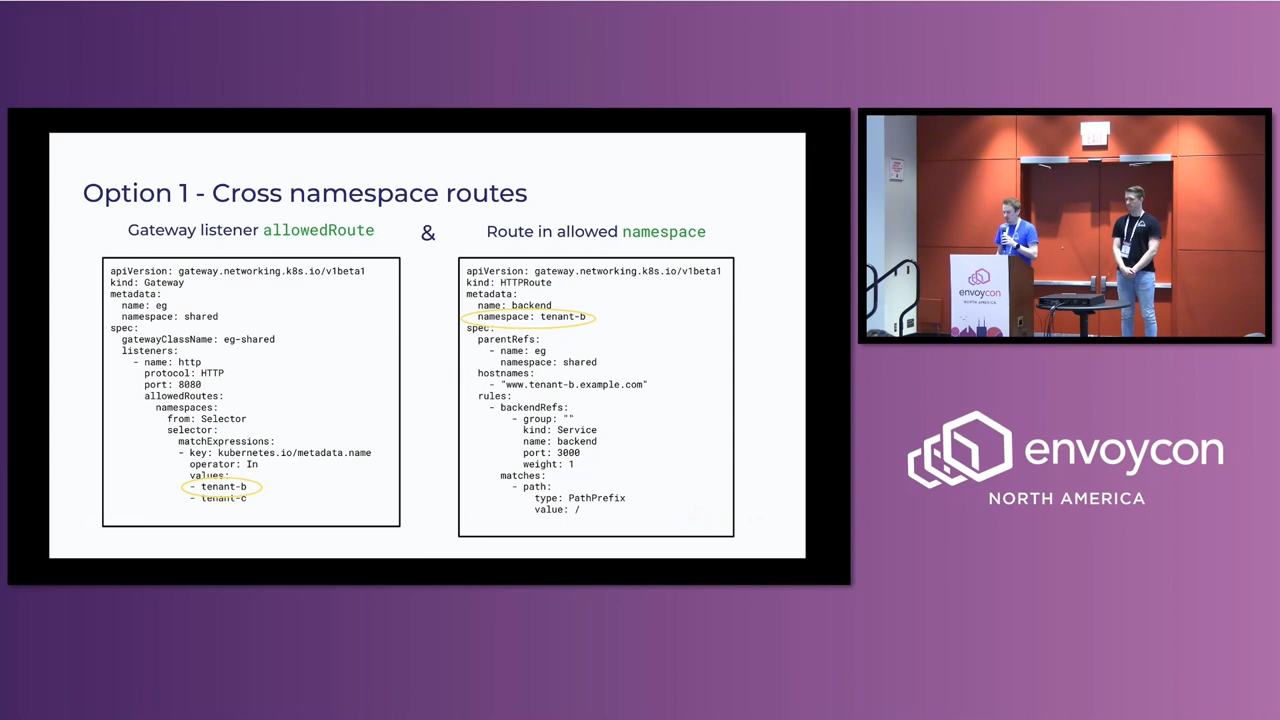 Option 1 - Cross namespace routes
Gateway listener allowedRoute
&
Route in allowed namespace
apiVersion: gateway.networking.k8s.io/v1beta1
kind: Gateway
metadata:
  name: eg
  namespace: shared
spec:
  gatewayClassName: eg-shared
  listeners:
    - name: http
      protocol: HTTP
      port: 8080
      allowedRoutes:
        namespaces:
          from: Selector
          selector:
            matchExpressions:
            - key: kubernetes.io/metadata.name
              operator: In
              values:
              - tenant-b
              - tenant-c
apiVersion: gateway.networking.k8s.io/v1beta1
kind: HTTPRoute
metadata:
  name: backend
  namespace: tenant-b
spec:
  parentRefs:
    - name: eg
      namespace: shared
  hostnames:
    - "www.tenant-b.example.com"
  rules:
    - backendRefs:
        - group: ""
          kind: Service
          name: backend
          port: 3000
          weight: 1
      matches:
        - path:
            type: PathPrefix
            value: /
EXIT
envoycon
NORTH AMERICA
envoycon
NORTH AMERICA